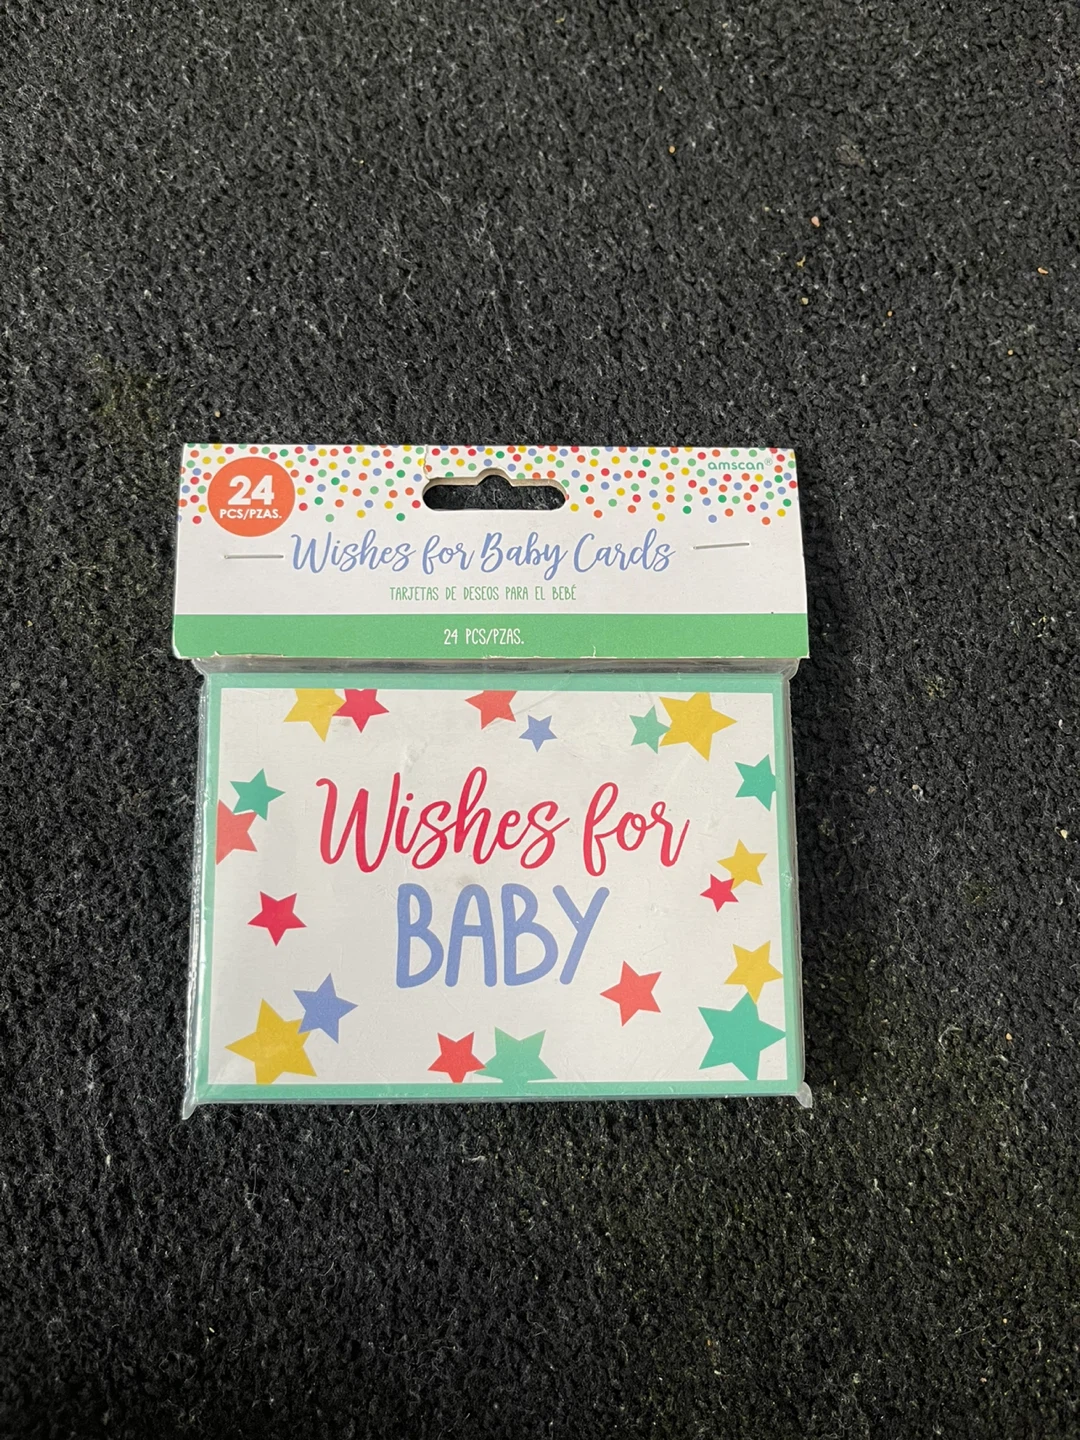 amscan®
24
PCS/PZAS.
Wishes for Baby Cards
TARJETAS DE DESEOS PARA EL BEBÉ
24 PCS/PZAS.
Wishes for
BABY